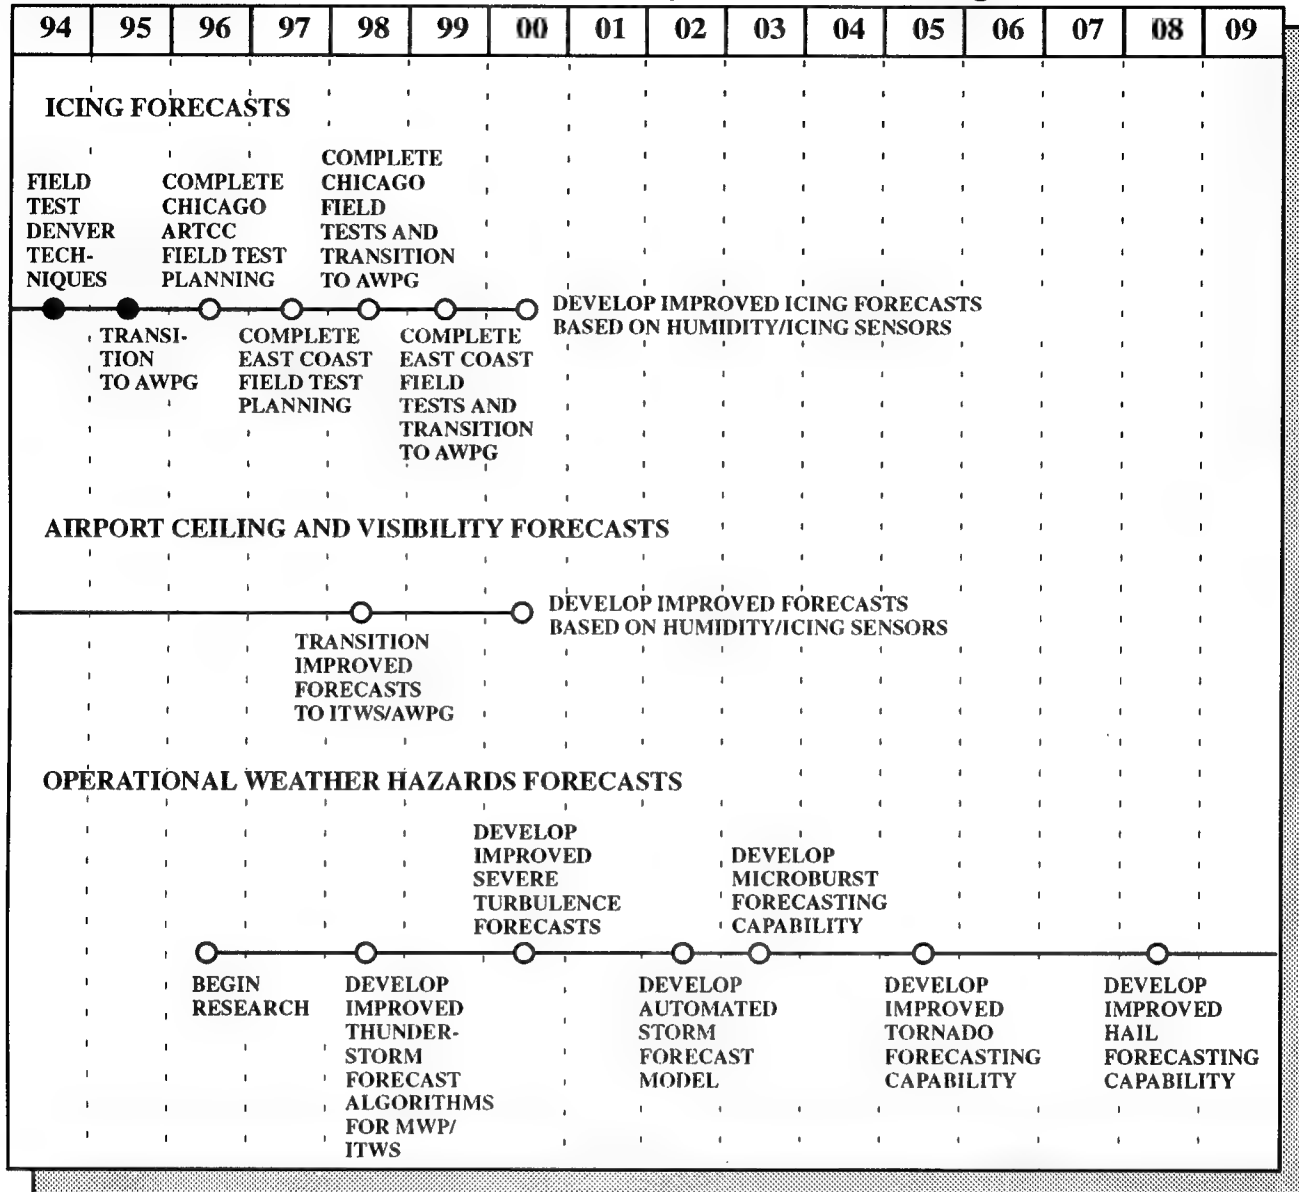 94 95 96 97 98 99 00 01 02 03 04 05 06 07 08 09
ICING FORECASTS
FIELD
TEST
DENVER
TECH-
NIQUES
COMPLETE
CHICAGO
ARTCC
FIELD TEST
PLANNING
COMPLETE
CHICAGO
FIELD
TESTS AND
TRANSITION
TO AWPG
DEVELOP IMPROVED ICING FORECASTS
BASED ON HUMIDITY/ICING SENSORS
TRANSI-
TION
TO AWPG
COMPLETE
EAST COAST
FIELD TEST
PLANNING
COMPLETE
EAST COAST
FIELD
TESTS AND
TRANSITION
TO AWPG
AIRPORT CEILING AND VISIBILITY FORECASTS
DEVELOP IMPROVED FORECASTS
BASED ON HUMIDITY/ICING SENSORS
TRANSITION
IMPROVED
FORECASTS
TO ITWS/AWPG
OPERATIONAL WEATHER HAZARDS FORECASTS
DEVELOP
IMPROVED
SEVERE
TURBULENCE
FORECASTS
DEVELOP
MICROBURST
FORECASTING
CAPABILITY
BEGIN
RESEARCH
DEVELOP
IMPROVED
THUNDER-
STORM
FORECAST
ALGORITHMS
FOR MWP/
ITWS
DEVELOP
AUTOMATED
STORM
FORECAST
MODEL
DEVELOP
IMPROVED
TORNADO
FORECASTING
CAPABILITY
DEVELOP
IMPROVED
HAIL
FORECASTING
CAPABILITY